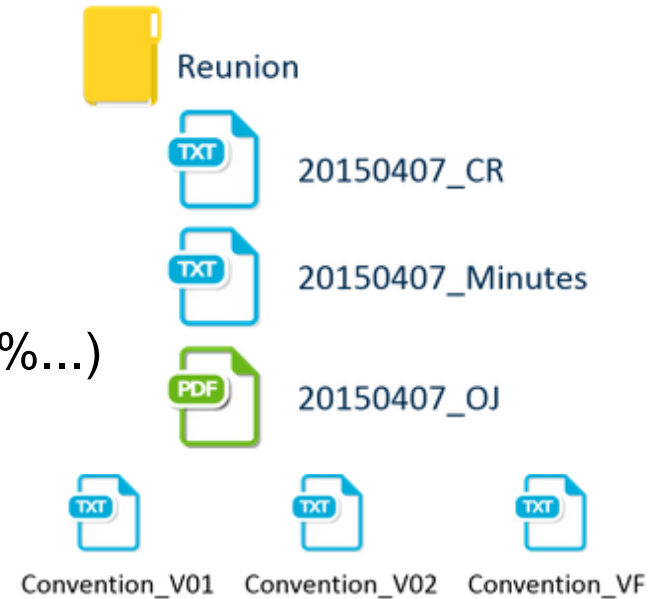 Reunion
TXT
20150407_CR
TXT
20150407_Minutes
%...)
PDF
20150407_OJ
TXT TXT TXT
Convention_V01 Convention_V02 Convention_VF